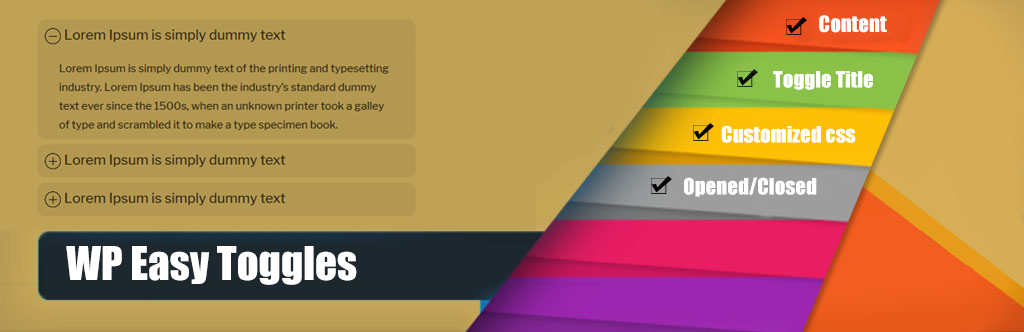 Lorem Ipsum is simply dummy text
Lorem Ipsum is simply dummy text of the printing and typesetting
industry. Lorem Ipsum has been the industry's standard dummy
text ever since the 1500s, when an unknown printer took a galley
of type and scrambled it to make a type specimen book.
Lorem Ipsum is simply dummy text
Lorem Ipsum is simply dummy text
WP Easy Toggles
Content
Toggle Title
Customized css
Opened/Closed